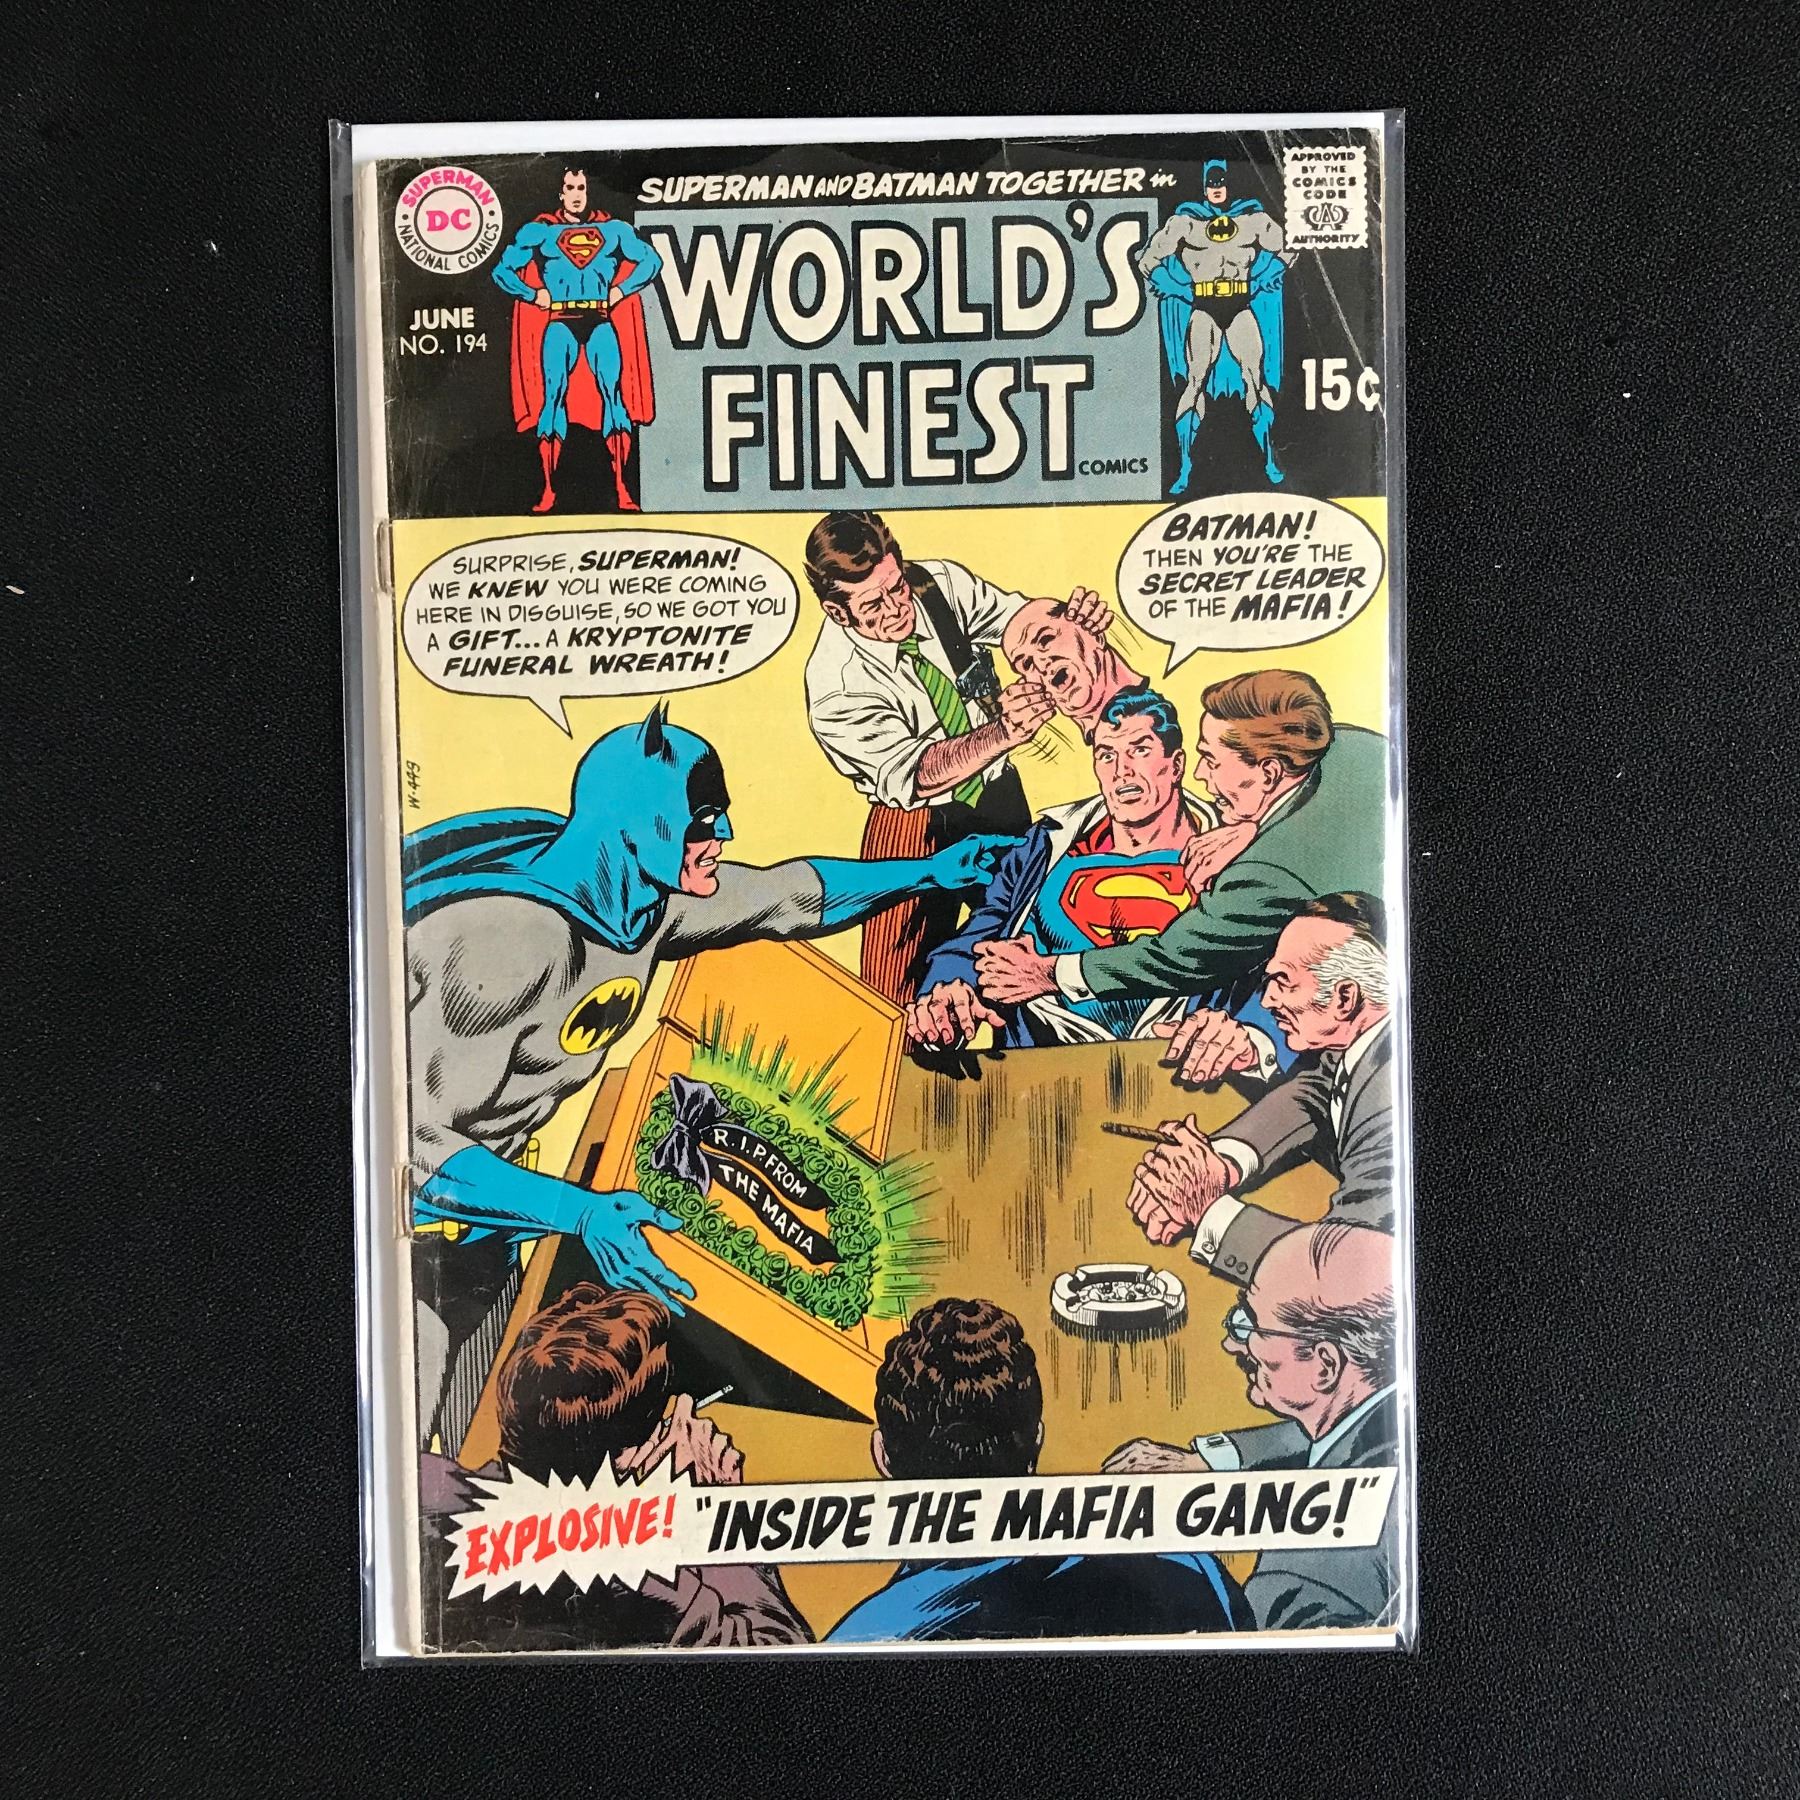 SUPERMAN
DC
NATIONAL COMICS
JUNE
NO. 194
SUPERMAN AND BATMAN TOGETHER in
WORLD'S
FINEST
COMICS
APPROVED
BY THE
COMICS
CODE
CA
AUTHORITY
15¢
SURPRISE, SUPERMAN!
WE KNEW YOU WERE COMING
HERE IN DISGUISE, SO WE GOT YOU
A GIFT... A KRYPTONITE
FUNERAL WREATH!
BATMAN!
THEN YOU'RE THE
SECRET LEADER
OF THE MAFIA!
W-449
R.I.P. FROM
THE MAFIA
EXPLOSIVE! "INSIDE THE MAFIA GANG!"